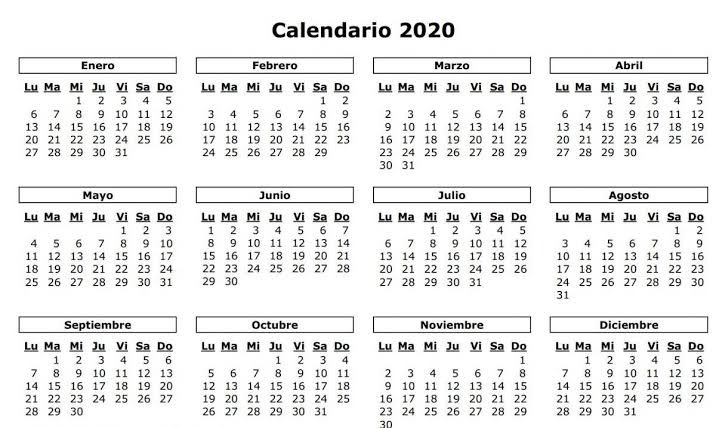 Calendario 2020
Enero
Lu Ma Mi Ju Vi Sa Do
1 2 3 4 5
6 7 8 9 10 11 12
13 14 15 16 17 18 19
20 21 22 23 24 25 26
27 28 29 30 31
Febrero
Lu Ma Mi Ju Vi Sa Do
1 2
3 4 5 6 7 8 9
10 11 12 13 14 15 16
17 18 19 20 21 22 23
24 25 26 27 28 29
Marzo
Lu Ma Mi Ju Vi Sa Do
1
2 3 4 5 6 7 8
9 10 11 12 13 14 15
16 17 18 19 20 21 22
23 24 25 26 27 28 29
30 31
Abril
Lu Ma Mi Ju Vi Sa Do
1 2 3 4 5
6 7 8 9 10 11 12
13 14 15 16 17 18 19
20 21 22 23 24 25 26
27 28 29 30
Mayo
Lu Ma Mi Ju Vi Sa Do
1 2 3
4 5 6 7 8 9 10
11 12 13 14 15 16 17
18 19 20 21 22 23 24
25 26 27 28 29 30 31
Junio
Lu Ma Mi Ju Vi Sa Do
1 2 3 4 5 6 7
8 9 10 11 12 13 14
15 16 17 18 19 20 21
22 23 24 25 26 27 28
29 30
Julio
Lu Ma Mi Ju Vi Sa Do
1 2 3 4 5
6 7 8 9 10 11 12
13 14 15 16 17 18 19
20 21 22 23 24 25 26
27 28 29 30 31
Agosto
Lu Ma Mi Ju Vi Sa Do
1 2
3 4 5 6 7 8 9
10 11 12 13 14 15 16
17 18 19 20 21 22 23
24 25 26 27 28 29 30
31
Septiembre
Lu Ma Mi Ju Vi Sa Do
1 2 3 4 5 6
7 8 9 10 11 12 13
14 15 16 17 18 19 20
21 22 23 24 25 26 27
28 29 30
Octubre
Lu Ma Mi Ju Vi Sa Do
1 2 3 4
5 6 7 8 9 10 11
12 13 14 15 16 17 18
19 20 21 22 23 24 25
26 27 28 29 30 31
Noviembre
Lu Ma Mi Ju Vi Sa Do
1
2 3 4 5 6 7 8
9 10 11 12 13 14 15
16 17 18 19 20 21 22
23 24 25 26 27 28 29
30
Diciembre
Lu Ma Mi Ju Vi Sa Do
1 2 3 4 5 6
7 8 9 10 11 12 13
14 15 16 17 18 19 20
21 22 23 24 25 26 27
28 29 30 31